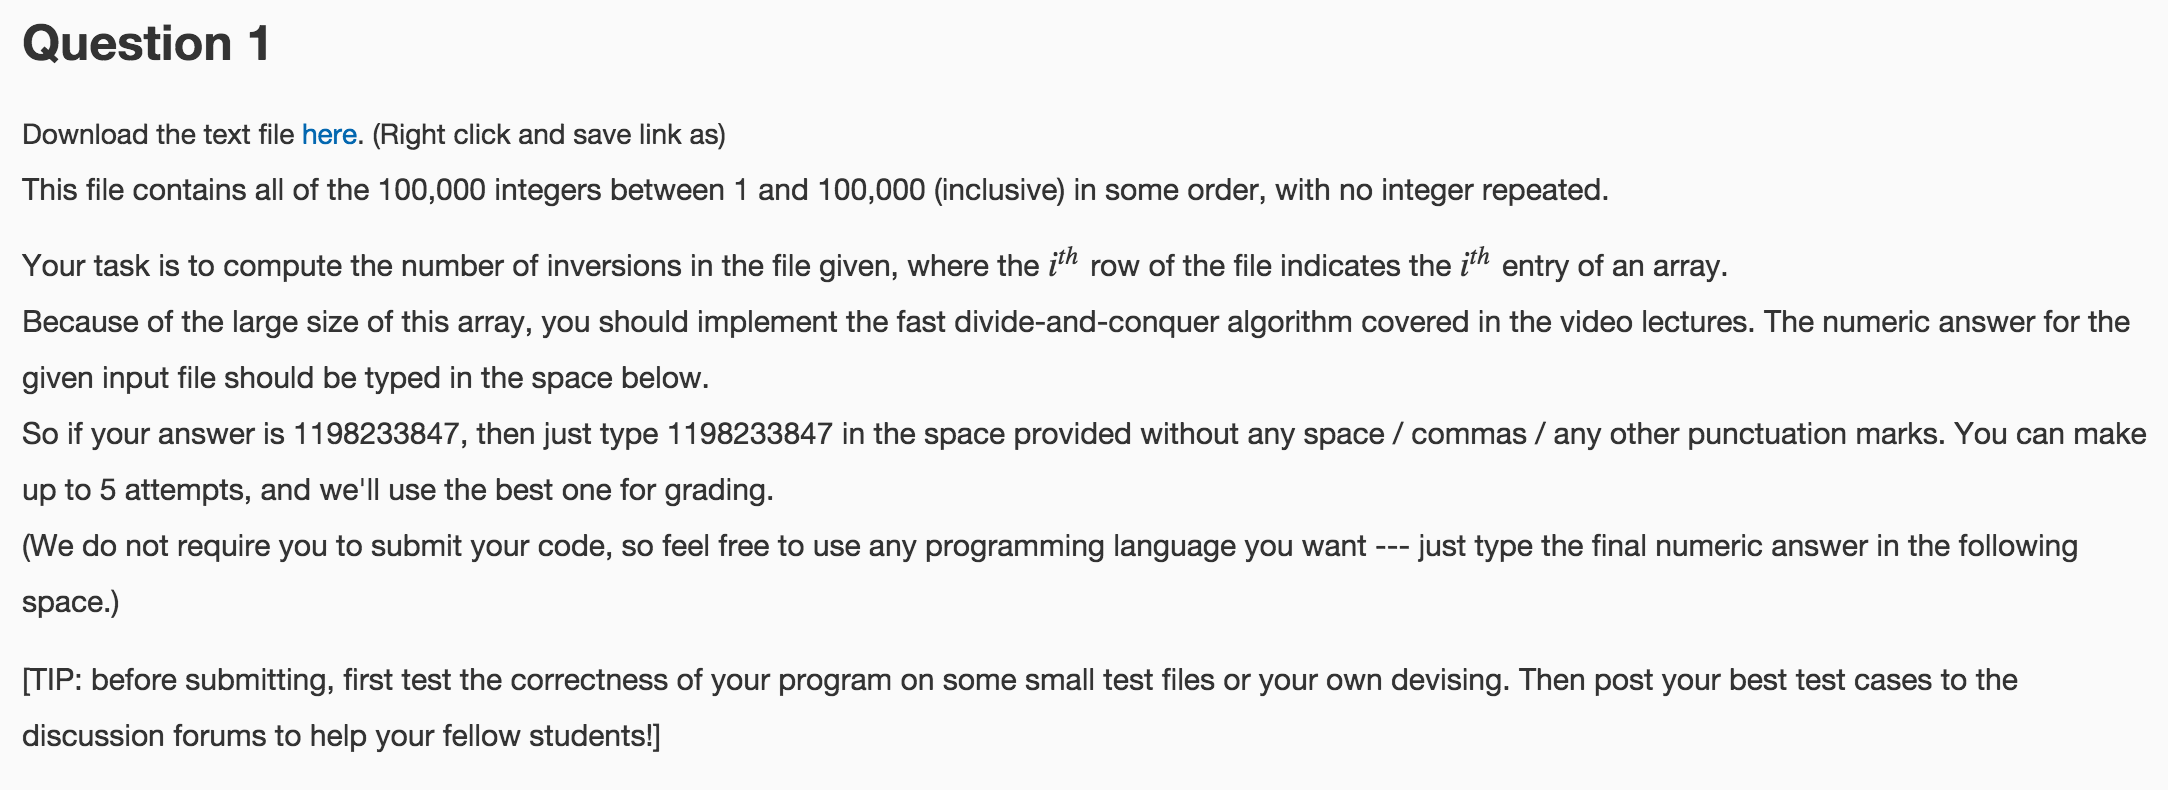 Question 1
Download the text file here. (Right click and save link as)
This file contains all of the 100,000 integers between 1 and 100,000 (inclusive) in some order, with no integer repeated.
Your task is to compute the number of inversions in the file given, where the i^th row of the file indicates the i^th entry of an array.
Because of the large size of this array, you should implement the fast divide-and-conquer algorithm covered in the video lectures. The numeric answer for the
given input file should be typed in the space below.
So if your answer is 1198233847, then just type 1198233847 in the space provided without any space / commas / any other punctuation marks. You can make
up to 5 attempts, and we'll use the best one for grading.
(We do not require you to submit your code, so feel free to use any programming language you want --- just type the final numeric answer in the following
space.)
[TIP: before submitting, first test the correctness of your program on some small test files or your own devising. Then post your best test cases to the
discussion forums to help your fellow students!]